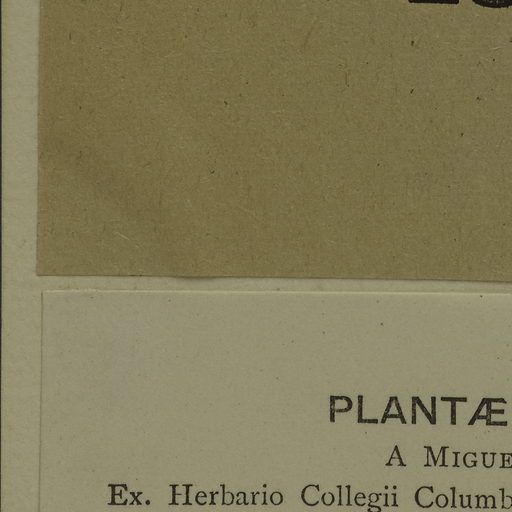 PLANTÆ
A MIGUE
Ex. Herbario Collegii Columb